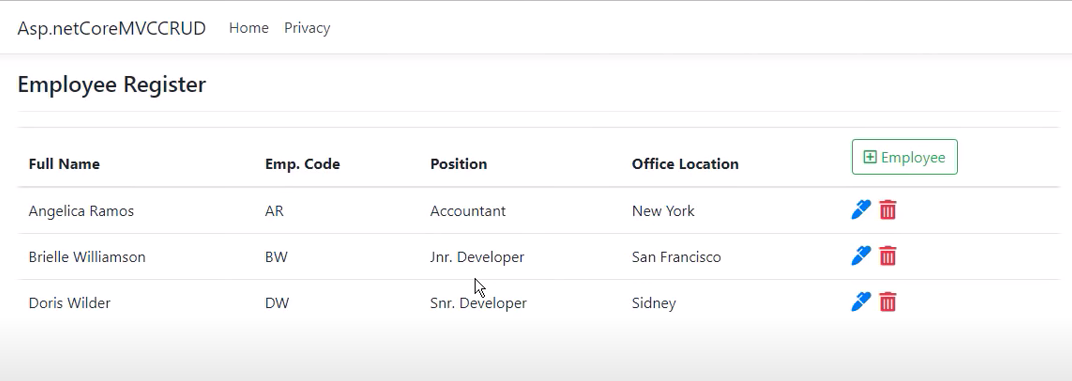 Asp.netCoreMVCCRUD Home Privacy
Employee Register
Full Name Emp. Code Position Office Location Employee
Angelica Ramos AR Accountant New York
Brielle Williamson BW Jnr. Developer San Francisco
Doris Wilder DW Snr. Developer Sidney